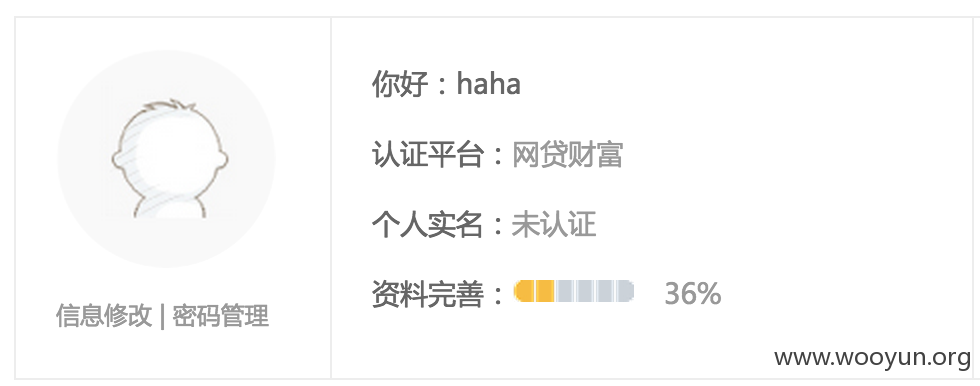 你好：haha
认证平台：网贷财富
个人实名：未认证
资料完善： 36%
信息修改 | 密码管理
www.wooyun.org